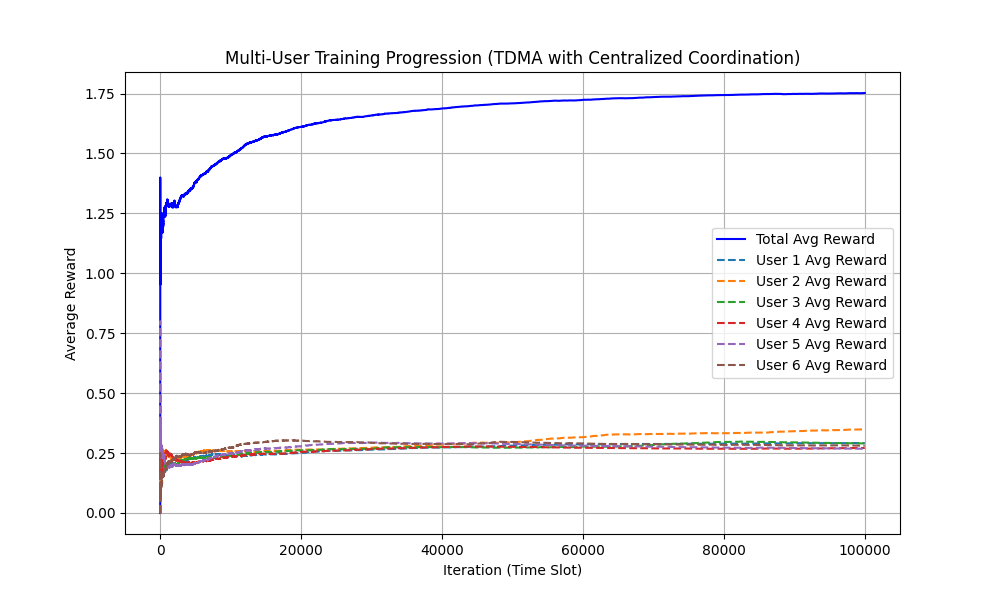 Multi-User Training Progression (TDMA with Centralized Coordination)
Average Reward
1.75
1.50
1.25
1.00
0.75
0.50
0.25
0.00
Total Avg Reward
User 1 Avg Reward
User 2 Avg Reward
User 3 Avg Reward
User 4 Avg Reward
User 5 Avg Reward
User 6 Avg Reward
0 20000 40000 60000 80000 100000
Iteration (Time Slot)